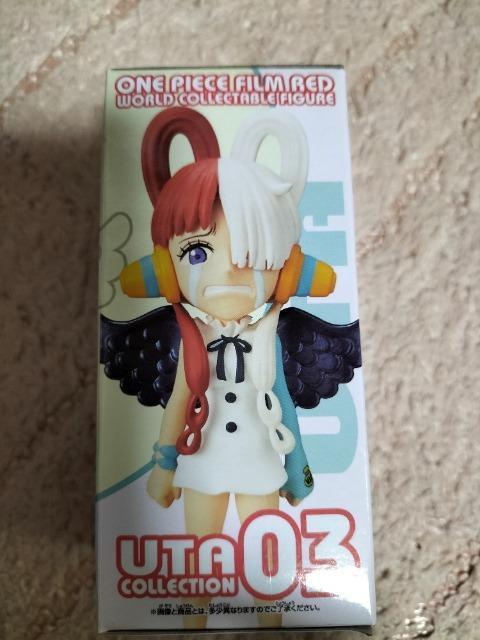 ONE PIECE FILM RED
WORLD COLLECTABLE FIGURE
UTA
COLLECTION 03
※画像と商品とは、多少異なりますのでご了承ください。